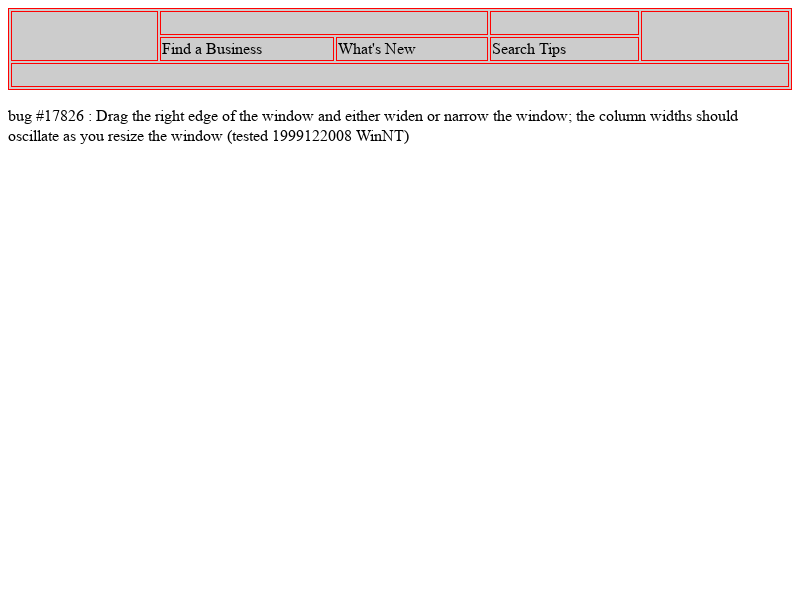 Find a Business What's New Search Tips
bug #17826 : Drag the right edge of the window and either widen or narrow the window; the column widths should
oscillate as you resize the window (tested 1999122008 WinNT)